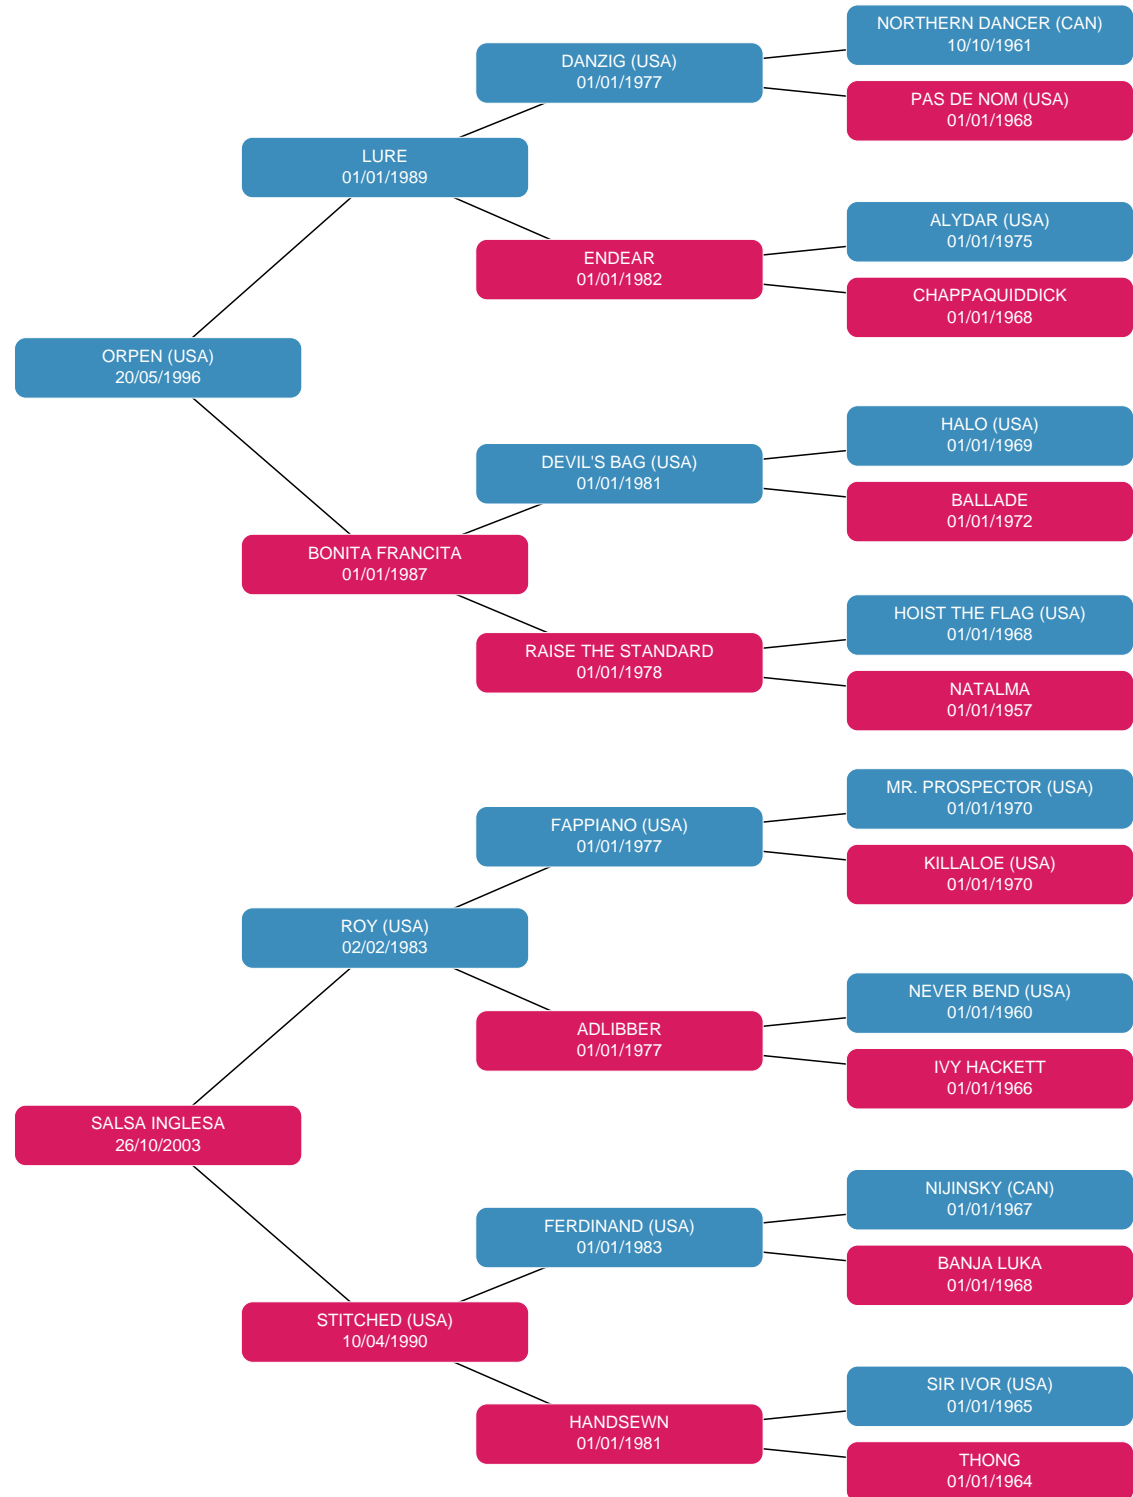 NORTHERN DANCER (CAN)
10/10/1961
DANZIG (USA)
01/01/1977
PAS DE NOM (USA)
01/01/1968
LURE
01/01/1989
ALYDAR (USA)
01/01/1975
ENDEAR
01/01/1982
CHAPPAQUIDDICK
01/01/1968
ORPEN (USA)
20/05/1996
HALO (USA)
01/01/1969
DEVIL'S BAG (USA)
01/01/1981
BALLADE
01/01/1972
BONITA FRANCITA
01/01/1987
HOIST THE FLAG (USA)
01/01/1968
RAISE THE STANDARD
01/01/1978
NATALMA
01/01/1957
MR. PROSPECTOR (USA)
01/01/1970
FAPPIANO (USA)
01/01/1977
KILLALOE (USA)
01/01/1970
ROY (USA)
02/02/1983
NEVER BEND (USA)
01/01/1960
ADLIBBER
01/01/1977
IVY HACKETT
01/01/1966
SALSA INGLESA
26/10/2003
NIJINSKY (CAN)
01/01/1967
FERDINAND (USA)
01/01/1983
BANJA LUKA
01/01/1968
STITCHED (USA)
10/04/1990
SIR IVOR (USA)
01/01/1965
HANDSEWN
01/01/1981
THONG
01/01/1964